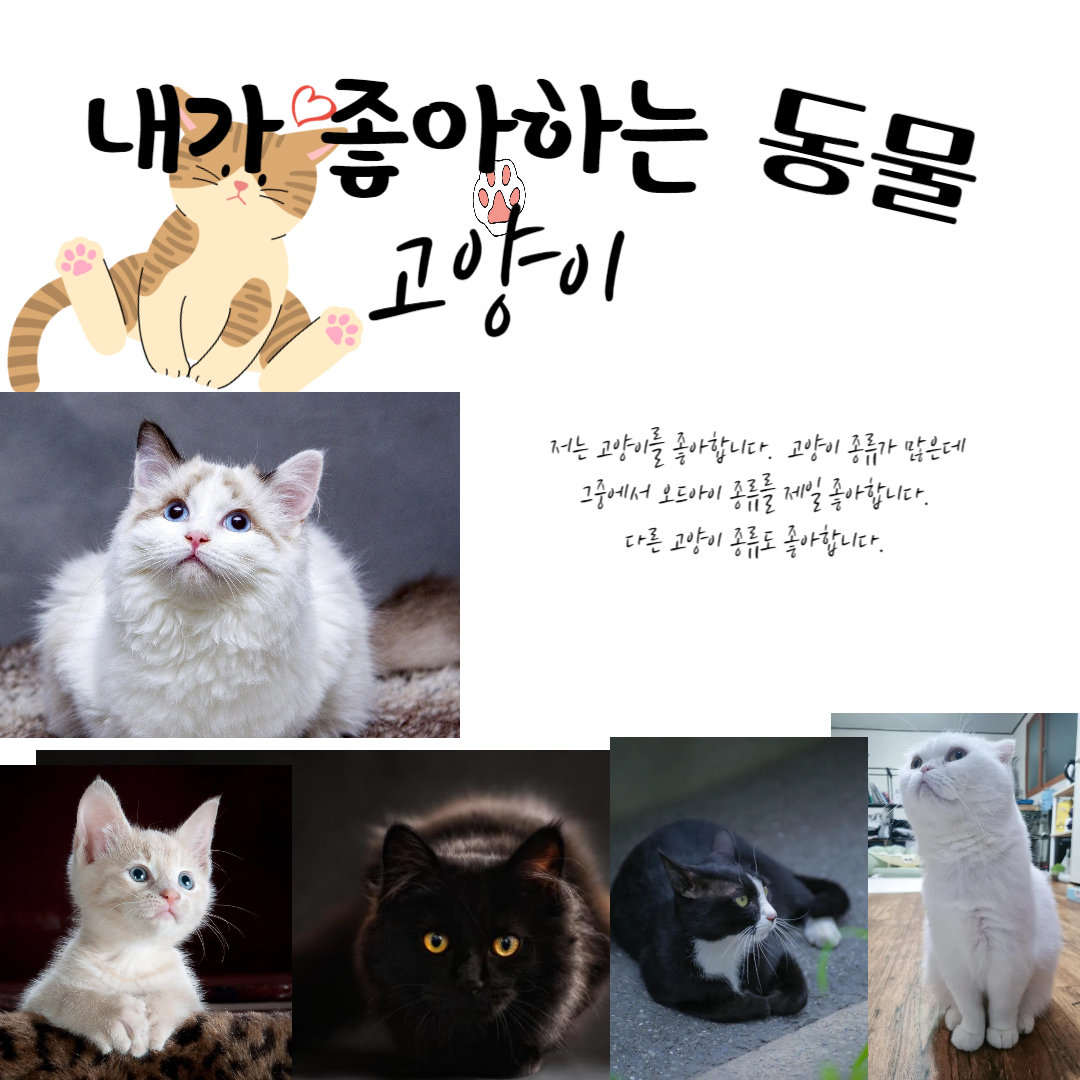 내가 좋아하는 동물
고양이
저는 고양이를 좋아합니다. 고양이 종류가 많은데
그중에서 오드아이 종류를 제일 좋아합니다.
다른 고양이 종류도 좋아합니다.